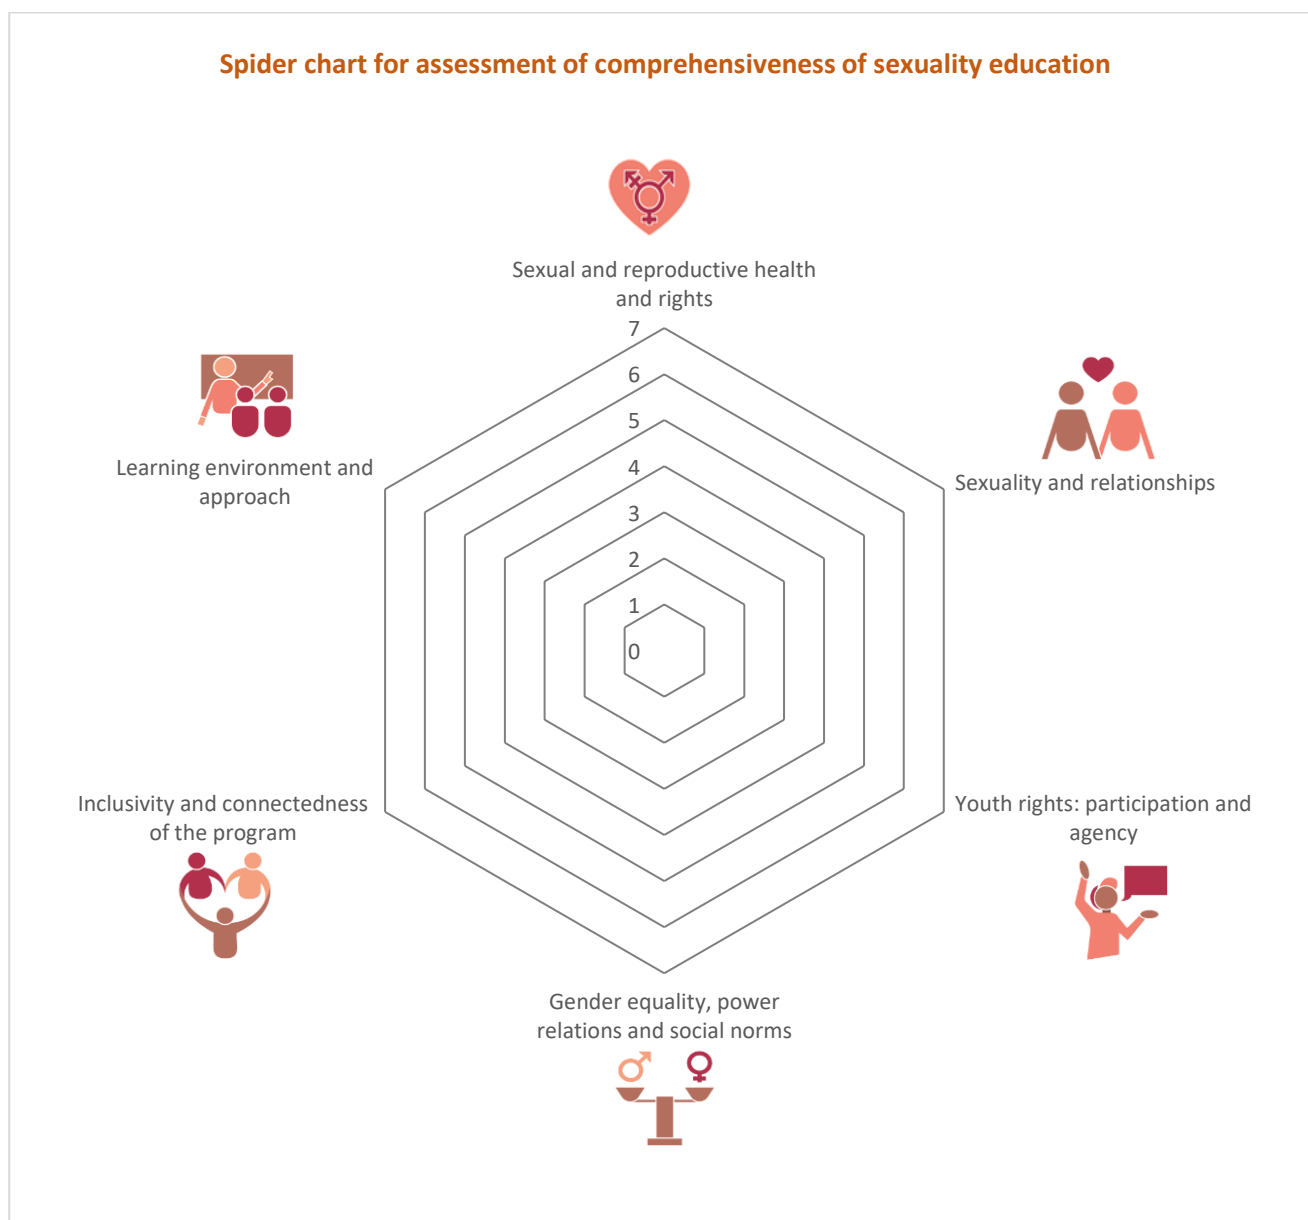 Spider chart for assessment of comprehensiveness of sexuality education
Sexual and reproductive health
and rights
7
6
5
4
3
2
1
0
Sexuality and relationships
Youth rights: participation and
agency
Gender equality, power
relations and social norms
Inclusivity and connectedness
of the program
Learning environment and
approach